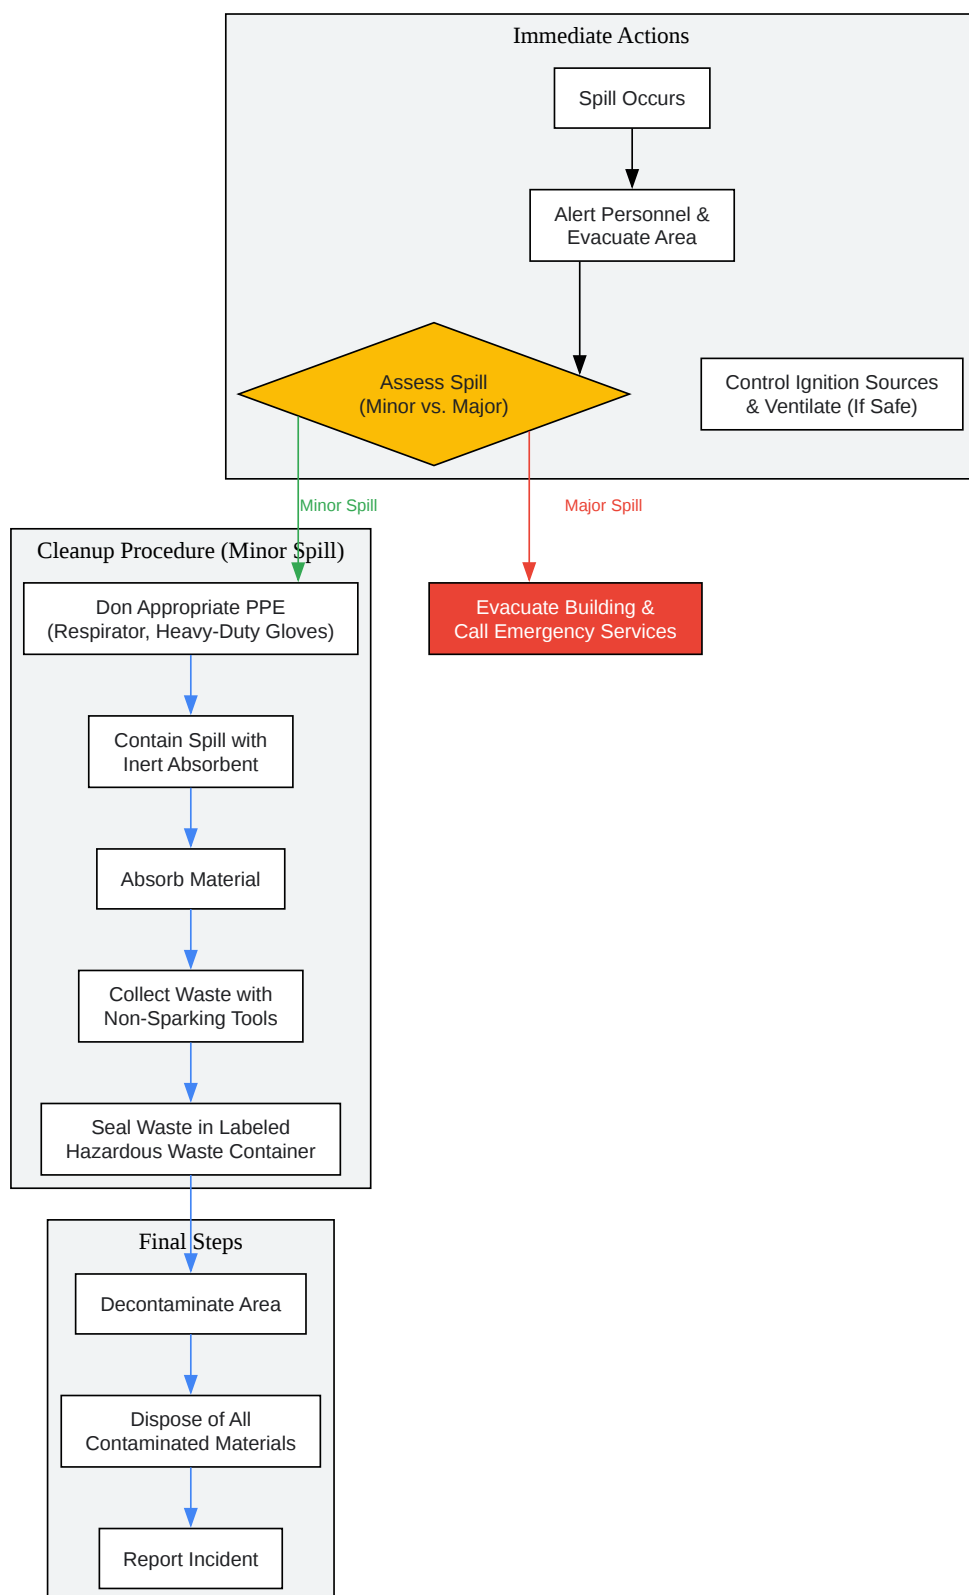 Immediate Actions
Spill Occurs
Alert Personnel &
Evacuate Area
Assess Spill
(Minor vs. Major)
Control Ignition Sources
& Ventilate (If Safe)
Minor Spill
Major Spill
Cleanup Procedure (Minor Spill)
Don Appropriate PPE
(Respirator, Heavy-Duty Gloves)
Evacuate Building &
Call Emergency Services
Contain Spill with
Inert Absorbent
Absorb Material
Collect Waste with
Non-Sparking Tools
Seal Waste in Labeled
Hazardous Waste Container
Final Steps
Decontaminate Area
Dispose of All
Contaminated Materials
Report Incident